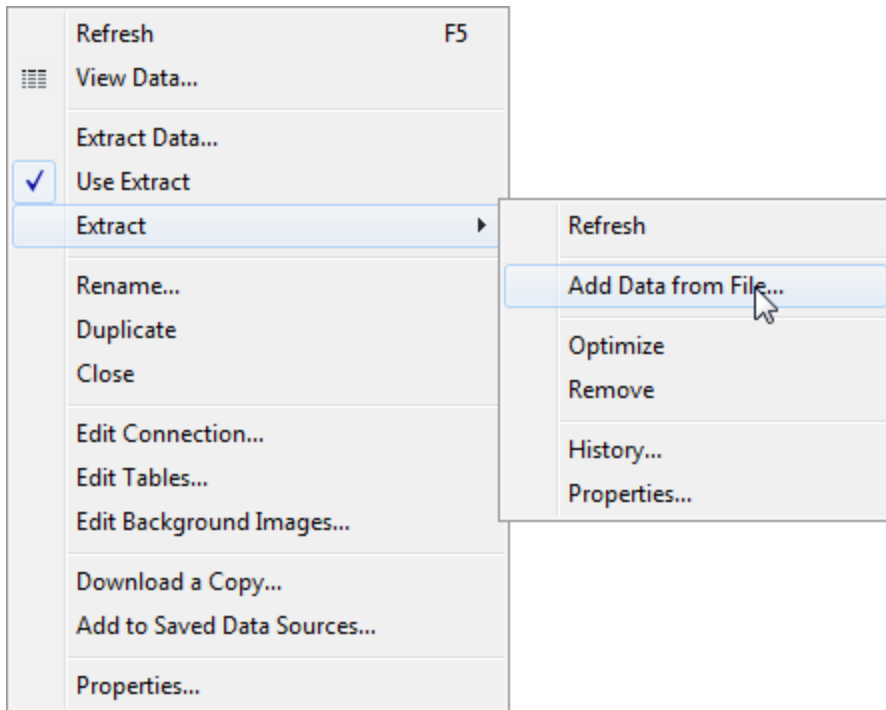 Refresh F5
View Data...
Extract Data...
Use Extract
Extract
Rename...
Duplicate
Close
Edit Connection...
Edit Tables...
Edit Background Images...
Download a Copy...
Add to Saved Data Sources...
Properties...
Refresh
Add Data from File...
Optimize
Remove
History...
Properties...